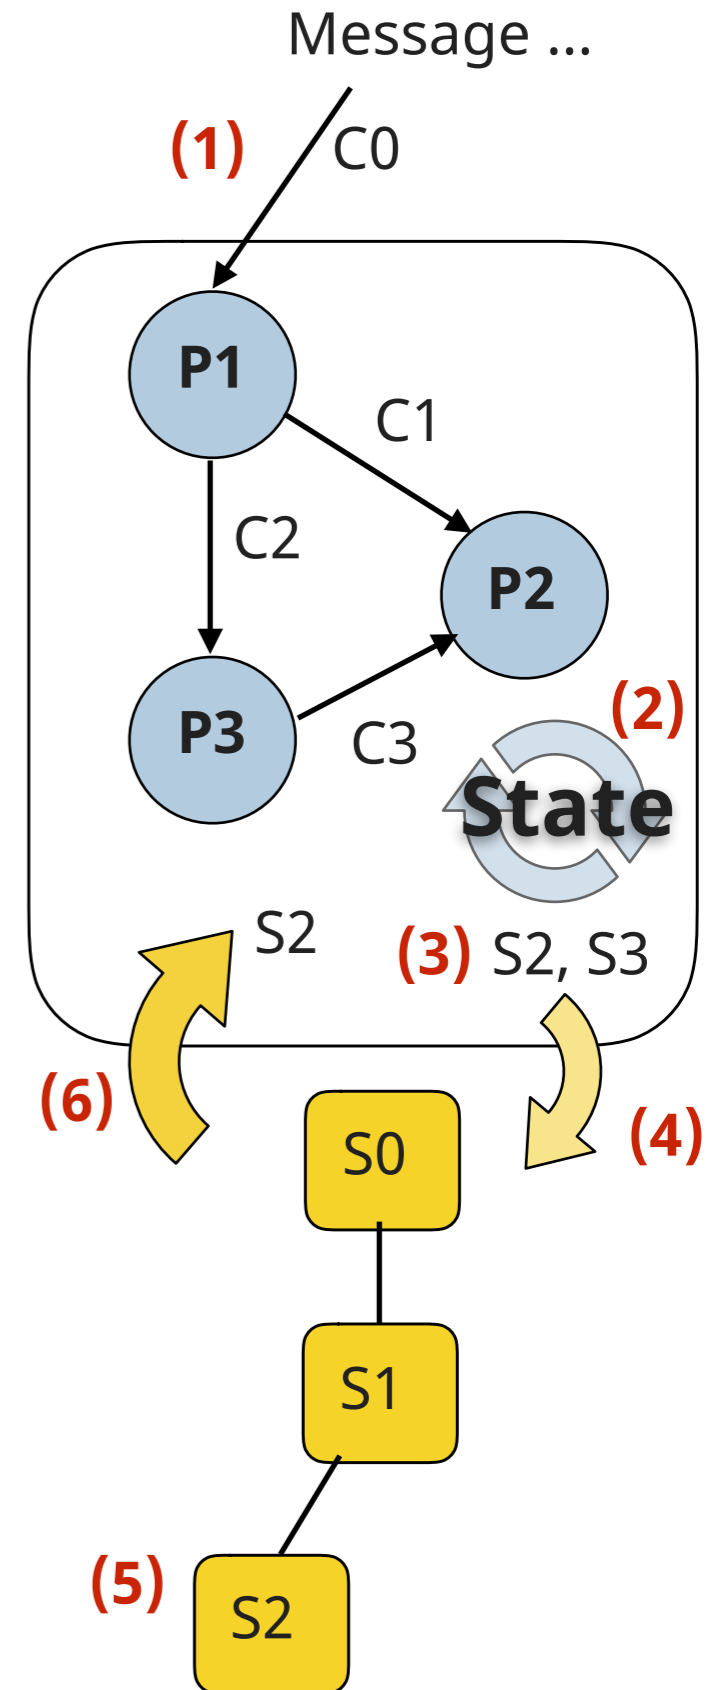 Message ...
(1)
C0
P1
C1
C2
P2
P3
C3
(2)
State
S2
(3) S2, S3
(6)
(4)
S0
S1
(5)
S2